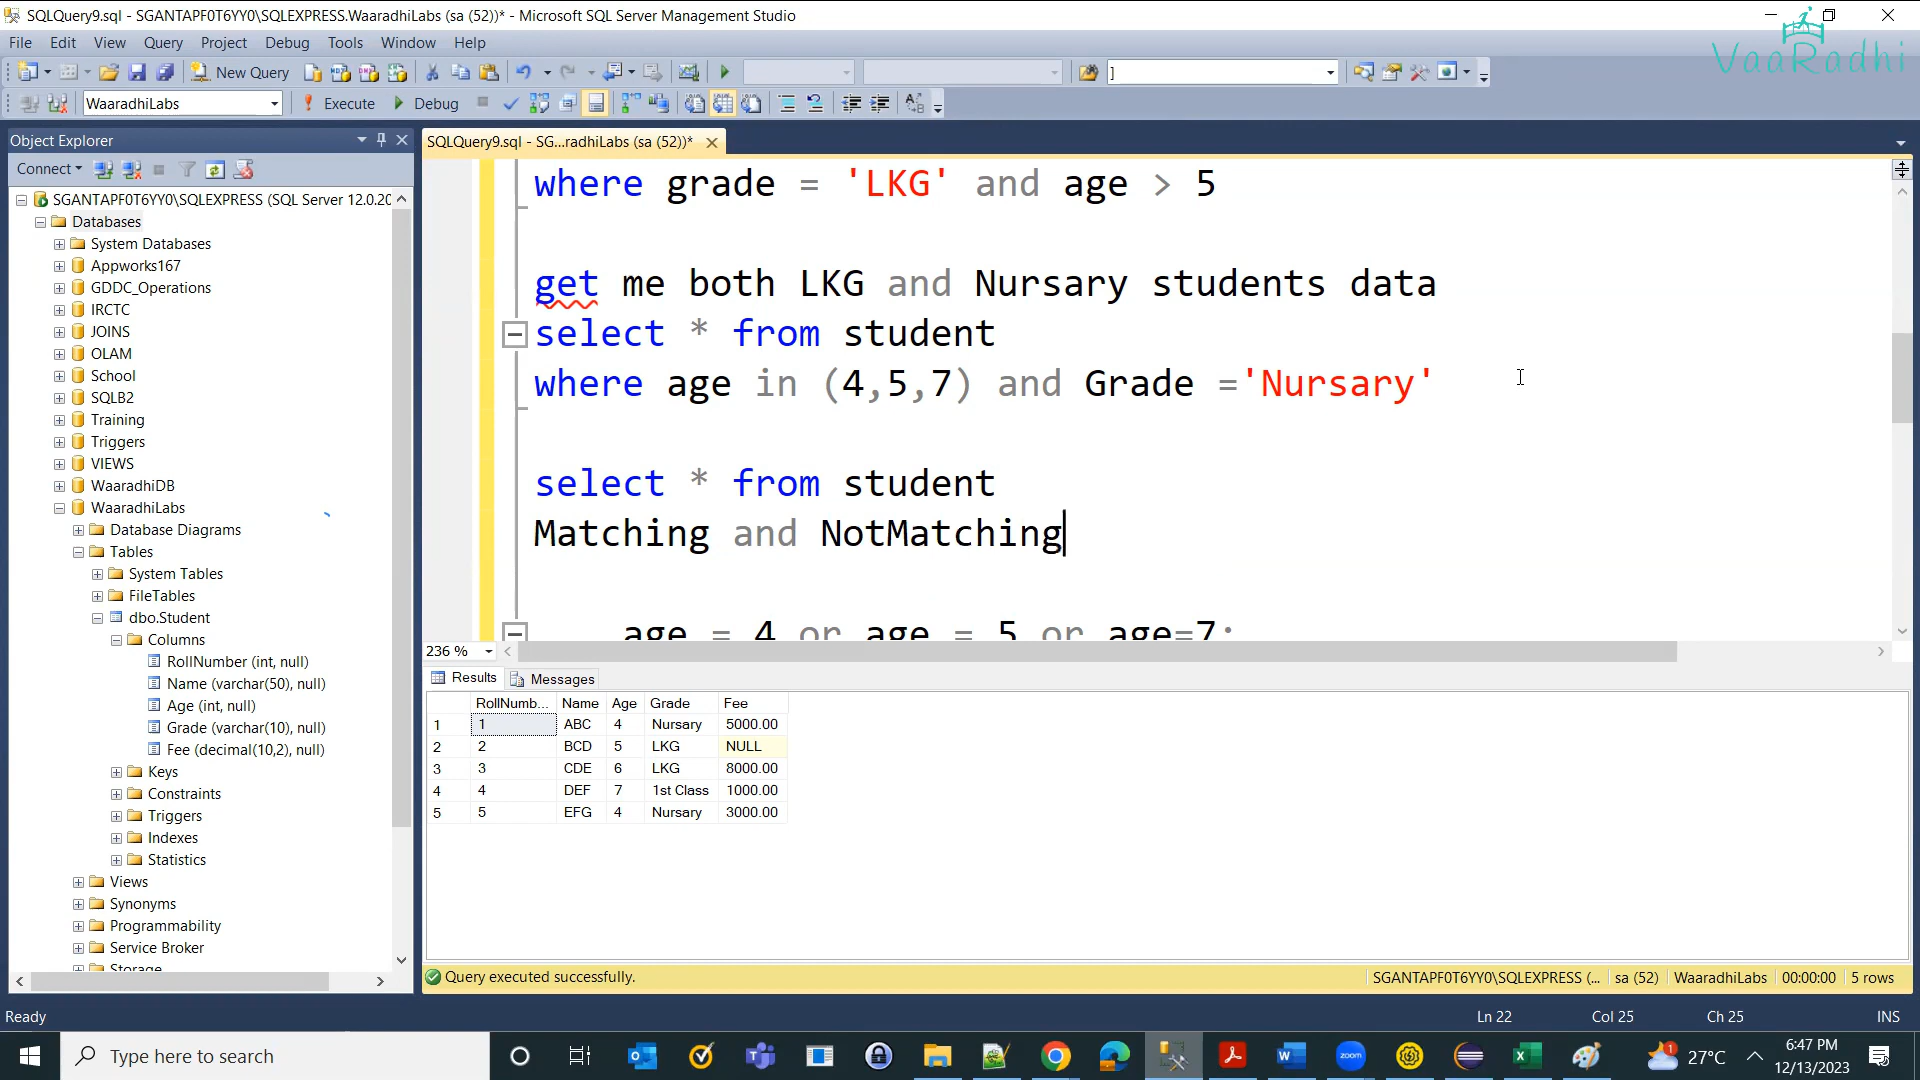 SQLQuery9.sql - SGANTAPF0T6YY0\SQLEXPRESS.WaaradhiLabs (sa (52))* - Microsoft SQL Server Management Studio
VaaRadhi
File Edit View Query Project Debug Tools Window Help
New Query ]
WaaradhiLabs Execute Debug
Object Explorer
SQLQuery9.sql - SG...radhiLabs (sa (52))*
Connect
SGANTAPF0T6YY0\SQLEXPRESS (SQL Server 12.0.20
Databases
System Databases
Appworks167
GDDC_Operations
IRCTC
JOINS
OLAM
School
SQLB2
Training
Triggers
VIEWS
WaaradhiDB
WaaradhiLabs
Database Diagrams
Tables
System Tables
FileTables
dbo.Student
Columns
RollNumber (int, null)
Name (varchar(50), null)
Age (int, null)
Grade (varchar(10), null)
Fee (decimal(10,2), null)
Keys
Constraints
Triggers
Indexes
Statistics
Views
Synonyms
Programmability
Service Broker
Storage
where grade = 'LKG' and age > 5
get me both LKG and Nursary students data
select * from student
where age in (4,5,7) and Grade ='Nursary'
select * from student
Matching and NotMatching
age = 4 or age = 5 or age=7;
236 %
Results Messages
RollNumb... Name Age Grade Fee
1 1 ABC 4 Nursary 5000.00
2 2 BCD 5 LKG NULL
3 3 CDE 6 LKG 8000.00
4 4 DEF 7 1st Class 1000.00
5 5 EFG 4 Nursary 3000.00
Query executed successfully. SGANTAPF0T6YY0\SQLEXPRESS (... sa (52) WaaradhiLabs 00:00:00 5 rows
Ready Ln 22 Col 25 Ch 25 INS
Type here to search
zoom
1
27°C
6:47 PM
12/13/2023